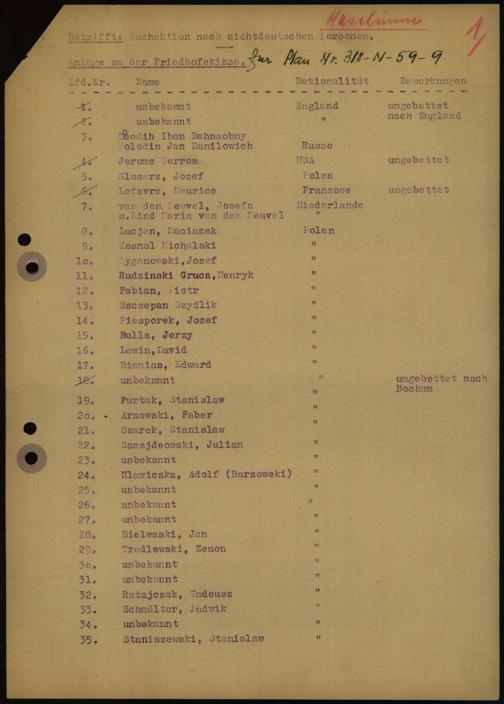 Haselünne
1
Betrifft: Suchaktion nach nichtdeutschen Personen.
Anlage zu der Friedhofskizze. Zur Plan Nr. 318-N-59-9
Lfd.Nr. Name Nationalität Bemerkungen
1. unbekannt England umgebettet
2. unbekannt " nach England
3. Iban Dahnaobny
Holodin Jan Danilowich Russe
4. Jerome Serros USA umgebettet
5. Slusarz, Josef Polen
6. Lefevre, Maurice Franzose umgebettet
7. van den Heuvel, Josefa Niederlande
u.Kind Maria van den Heuvel "
8. Lucjan, Maciazek Polen
9. Kosmol Michalski "
10. Cyganowski,Josef "
11. Rudzinski Gruca,Henryk "
12. Fabian, Piotr "
13. Szczepan Szydlik "
14. Piesporek, Josef "
15. Bulla, Jerzy "
16. Lewin,David "
17. Bienias, Edward "
18. unbekannt " umgebettet nach
Bochum
19. Furtak, Stanislaw "
20. Arnowski, Faber "
21. Szarek, Stanislaw "
22. Szczjdeowski, Julian "
23. unbekannt "
24. Hlawiczka, Adolf (Barzowski) "
25. unbekannt "
26. unbekannt "
27. unbekannt "
28. Bielwaski, Jan "
29. Tredlewski, Zenon "
30. unbekannt "
31. unbekannt "
32. Ratajczak, Tadeusz "
33. Schmölter, Ludwik "
34. unbekannt "
35. Staniszewski, Stanislaw "